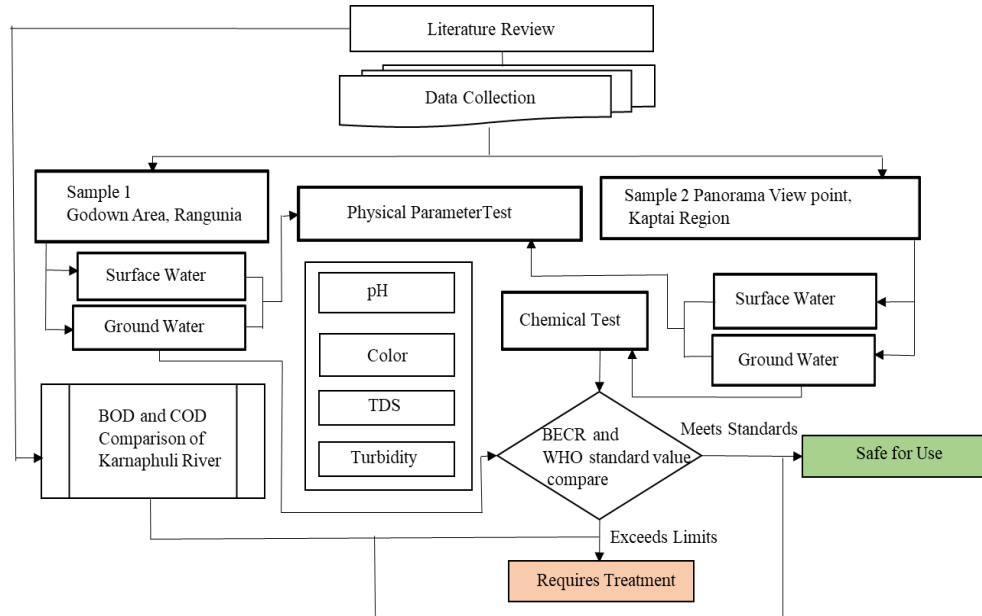 Literature Review
Data Collection
Sample 1
Godown Area, Rangunia
Physical ParameterTest
Sample 2 Panorama View point,
Kaptai Region
Surface Water
Ground Water
pH
Color
TDS
Turbidity
Chemical Test
Surface Water
Ground Water
BOD and COD
Comparison of
Karnaphuli River
BECR and
WHO standard value
compare
Meets Standards
Safe for Use
Exceeds Limits
Requires Treatment